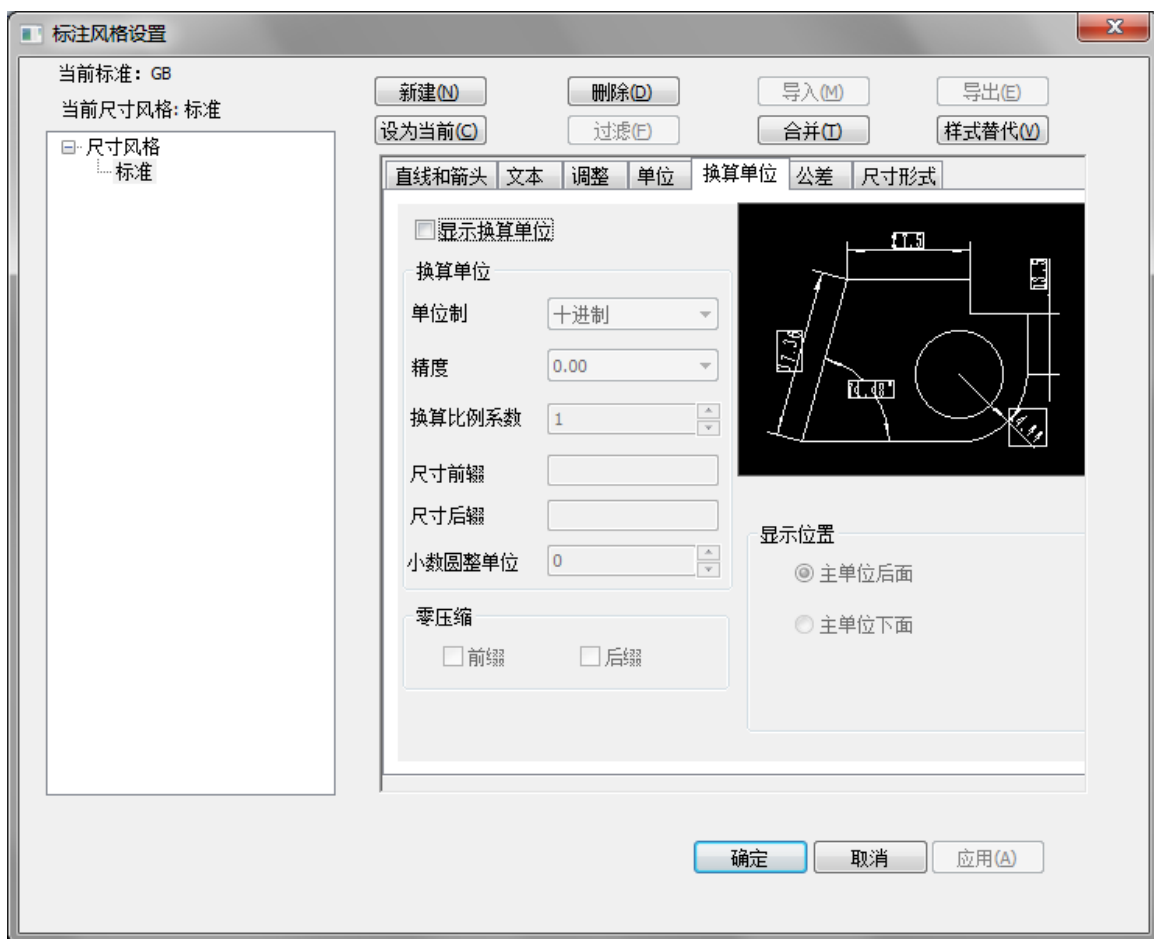 标注风格设置
当前标准：GB
当前尺寸风格: 标准
新建(N) 删除(D) 导入(M) 导出(E)
设为当前(C) 过滤(F) 合并(T) 样式替代(V)
尺寸风格
标准
直线和箭头 文本 调整 单位 换算单位 公差 尺寸形式
显示换算单位
换算单位
单位制 十进制
精度 0.00
换算比例系数 1
尺寸前辍
尺寸后辍
小数圆整单位 0
零压缩
前缀 后缀
显示位置
主单位后面
主单位下面
确定 取消 应用(A)